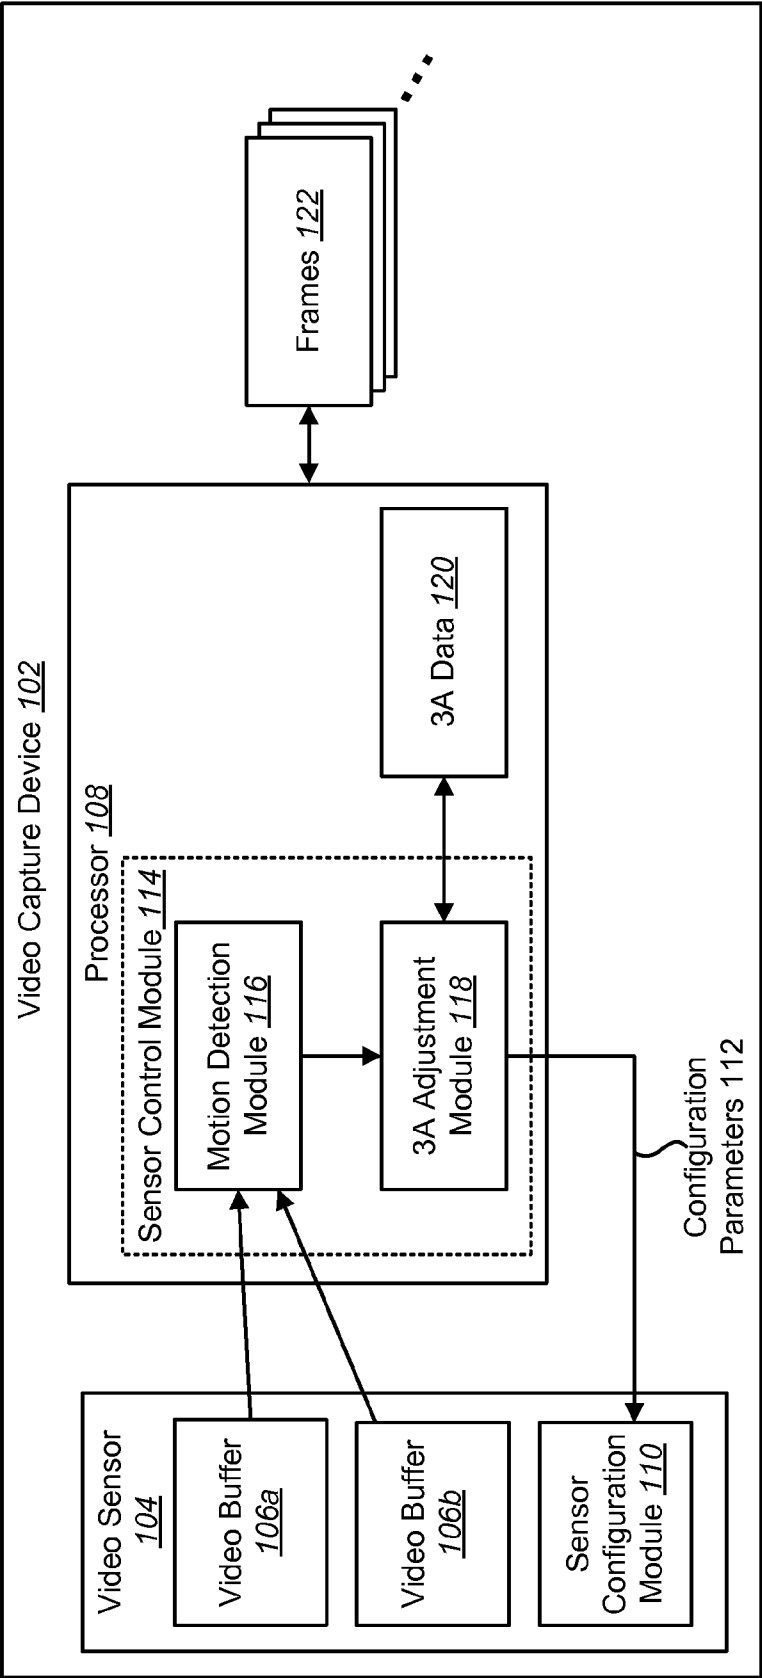 Video Capture Device 102
Video Sensor
104
Video Buffer
106a
Video Buffer
106b
Sensor
Configuration
Module 110
Processor 108
Sensor Control Module 114
Motion Detection
Module 116
3A Adjustment
Module 118
3A Data 120
Configuration
Parameters 112
Frames 122